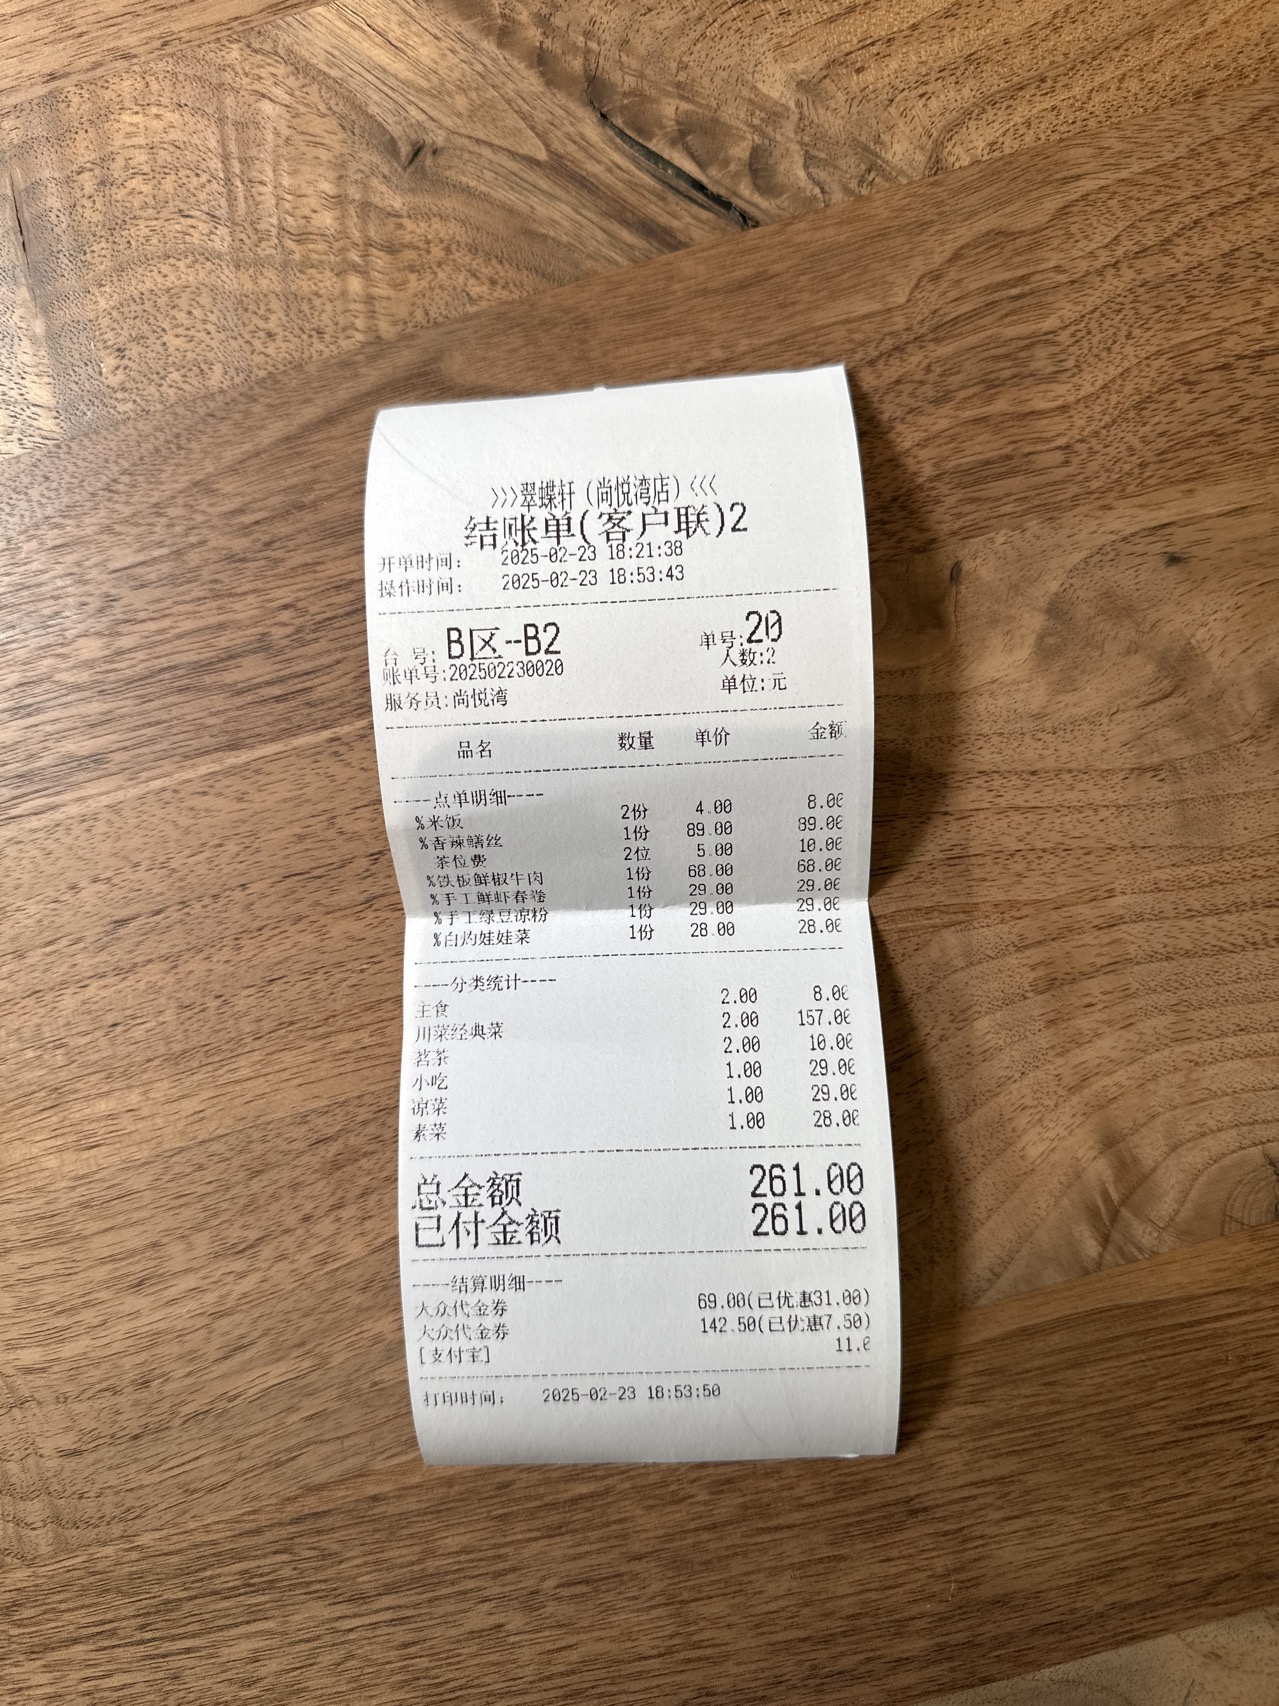 >>>翠蝶轩（尚悦湾店）<<<
结账单(客户联)2
开单时间: 2025-02-23 18:21:38
操作时间: 2025-02-23 18:53:43
台 号: B区--B2 单号:20
账单号:202502230020 人数:2
服务员:尚悦湾 单位:元
品名 数量 单价 金额
----点单明细----
%米饭 2份 4.00 8.00
%香辣鳝丝 1份 89.00 89.00
茶位费 2位 5.00 10.00
%铁板鲜椒牛肉 1份 68.00 68.00
%手工鲜虾春卷 1份 29.00 29.00
%手工绿豆凉粉 1份 29.00 29.00
%白灼娃娃菜 1份 28.00 28.00
----分类统计----
主食 2.00 8.00
川菜经典菜 2.00 157.00
茗茶 2.00 10.00
小吃 1.00 29.00
凉菜 1.00 29.00
素菜 1.00 28.00
总金额 261.00
已付金额 261.00
----结算明细----
大众代金券 69.00(已优惠31.00)
大众代金券 142.50(已优惠7.50)
[支付宝] 11.0
打印时间: 2025-02-23 18:53:50